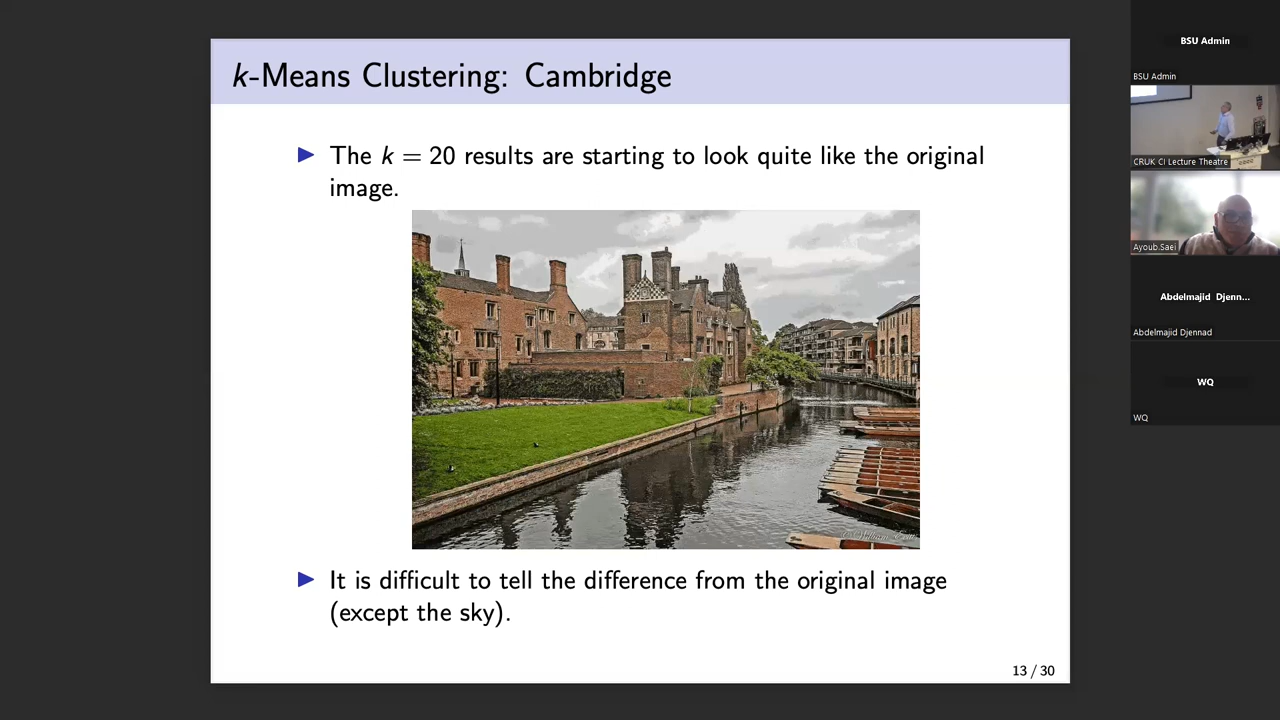 k-Means Clustering: Cambridge
▶ The k = 20 results are starting to look quite like the original
image.
▶ It is difficult to tell the difference from the original image
(except the sky).
13 / 30
BSU Admin
BSU Admin
CRUK CI Lecture Theatre
Ayoub.Saei
Abdelmajid Djenn...
Abdelmajid Djennad
WQ
WQ